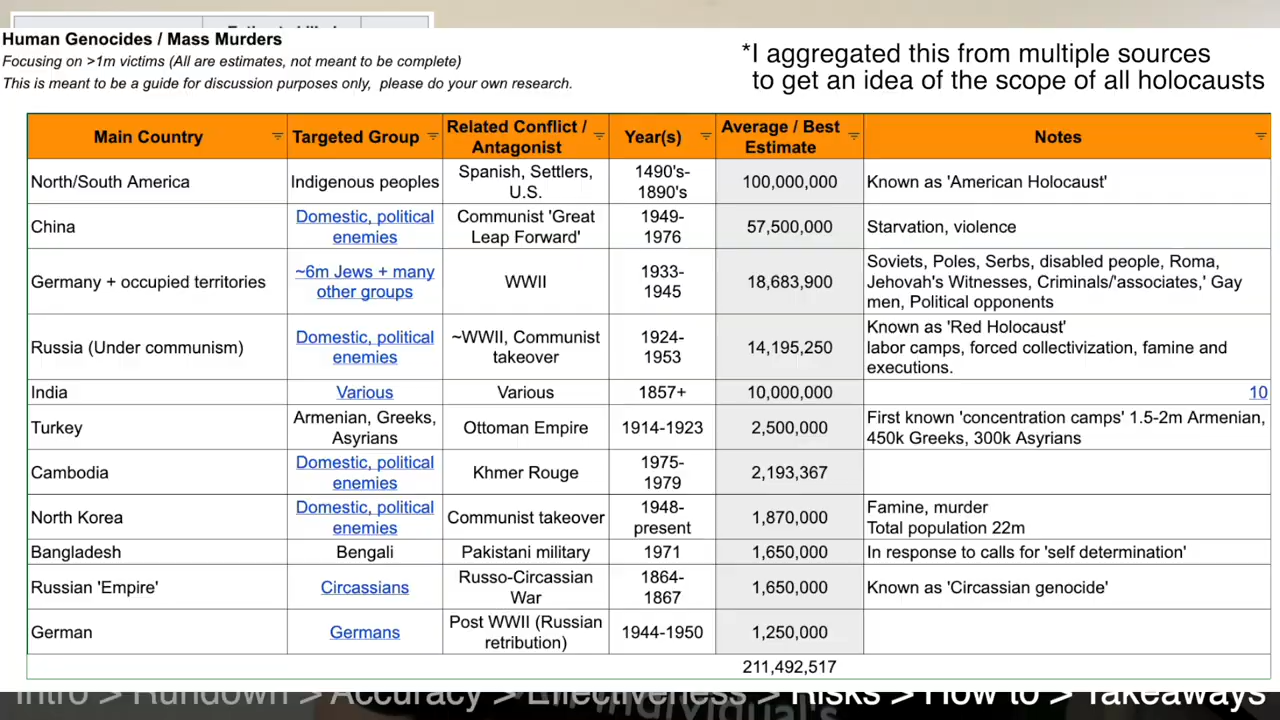 Human Genocides / Mass Murders
Focusing on >1m victims (All are estimates, not meant to be complete)
This is meant to be a guide for discussion purposes only, please do your own research.
*I aggregated this from multiple sources
to get an idea of the scope of all holocausts
Main Country Targeted Group Related Conflict / Antagonist Year(s) Average / Best Estimate Notes
North/South America Indigenous peoples Spanish, Settlers, U.S. 1490's-1890's 100,000,000 Known as 'American Holocaust'
China Domestic, political enemies Communist 'Great Leap Forward' 1949-1976 57,500,000 Starvation, violence
Germany + occupied territories ~6m Jews + many other groups WWII 1933-1945 18,683,900 Soviets, Poles, Serbs, disabled people, Roma, Jehovah's Witnesses, Criminals/'associates,' Gay men, Political opponents
Russia (Under communism) Domestic, political enemies ~WWII, Communist takeover 1924-1953 14,195,250 Known as 'Red Holocaust' labor camps, forced collectivization, famine and executions.
India Various Various 1857+ 10,000,000 10
Turkey Armenian, Greeks, Assyrians Ottoman Empire 1914-1923 2,500,000 First known 'concentration camps' 1.5-2m Armenian, 450k Greeks, 300k Asyrians
Cambodia Domestic, political enemies Khmer Rouge 1975-1979 2,193,367
North Korea Domestic, political enemies Communist takeover 1948-present 1,870,000 Famine, murder Total population 22m
Bangladesh Bengali Pakistani military 1971 1,650,000 In response to calls for 'self determination'
Russian 'Empire' Circassians Russo-Circassian War 1864-1867 1,650,000 Known as 'Circassian genocide'
German Germans Post WWII (Russian retribution) 1944-1950 1,250,000
211,492,517
Intro > Rundown > Accuracy > Effectiveness > Risks > How to > Takeaways